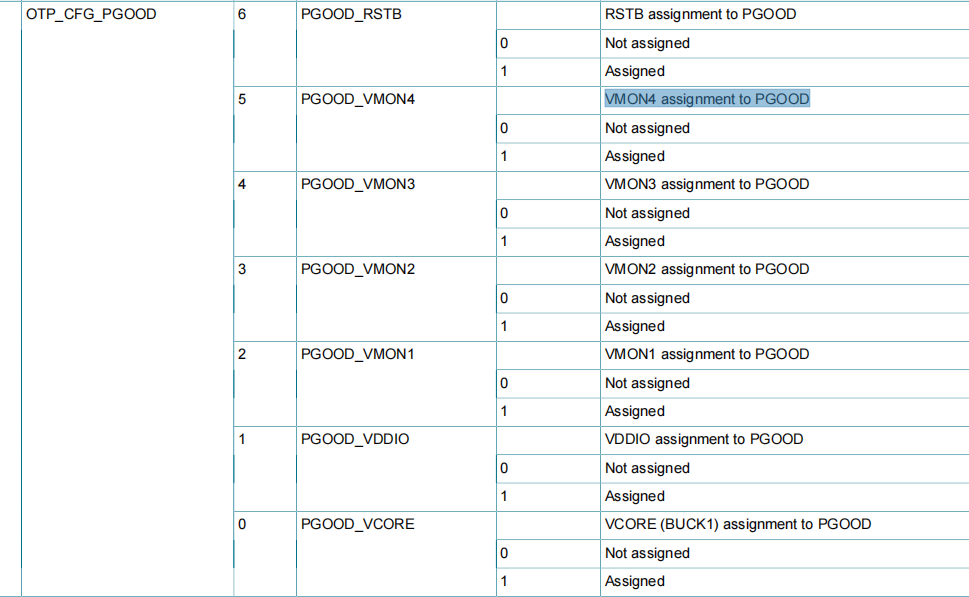 OTP_CFG_PGOOD 6 PGOOD_RSTB RSTB assignment to PGOOD
0 Not assigned
1 Assigned
5 PGOOD_VMON4 VMON4 assignment to PGOOD
0 Not assigned
1 Assigned
4 PGOOD_VMON3 VMON3 assignment to PGOOD
0 Not assigned
1 Assigned
3 PGOOD_VMON2 VMON2 assignment to PGOOD
0 Not assigned
1 Assigned
2 PGOOD_VMON1 VMON1 assignment to PGOOD
0 Not assigned
1 Assigned
1 PGOOD_VDDIO VDDIO assignment to PGOOD
0 Not assigned
1 Assigned
0 PGOOD_VCORE VCORE (BUCK1) assignment to PGOOD
0 Not assigned
1 Assigned